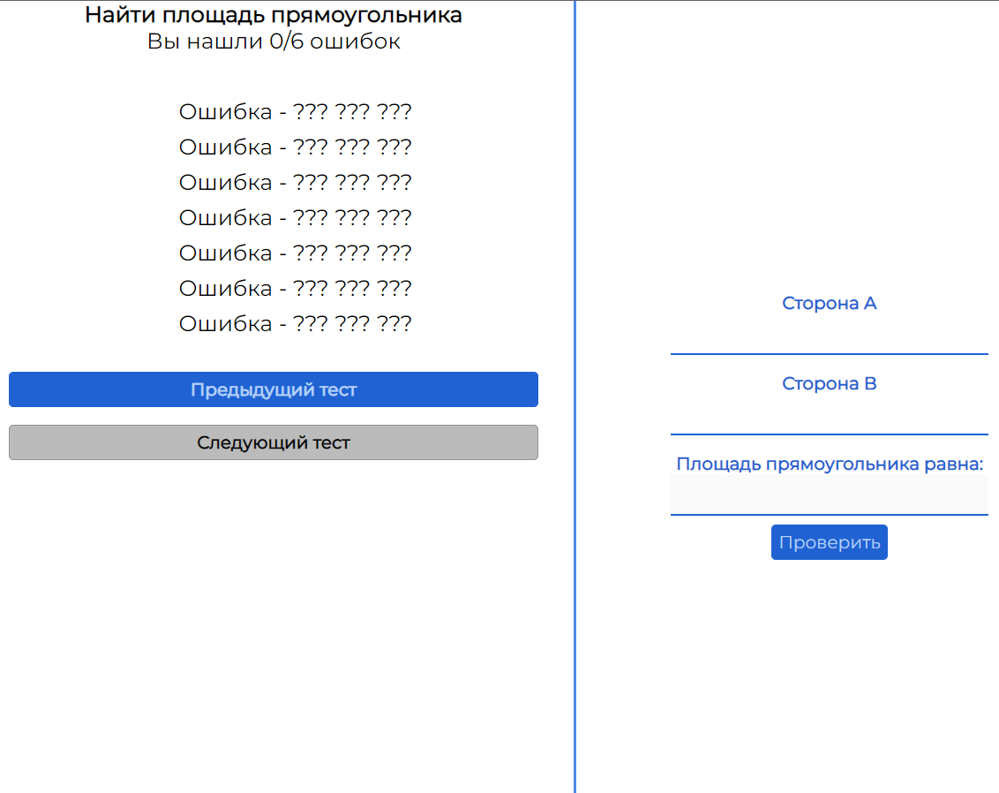 Найти площадь прямоугольника
Вы нашли 0/6 ошибок
Ошибка - ??? ??? ???
Ошибка - ??? ??? ???
Ошибка - ??? ??? ???
Ошибка - ??? ??? ???
Ошибка - ??? ??? ???
Ошибка - ??? ??? ???
Ошибка - ??? ??? ???
Предыдущий тест
Следующий тест
Сторона A
Сторона B
Площадь прямоугольника равна:
Проверить